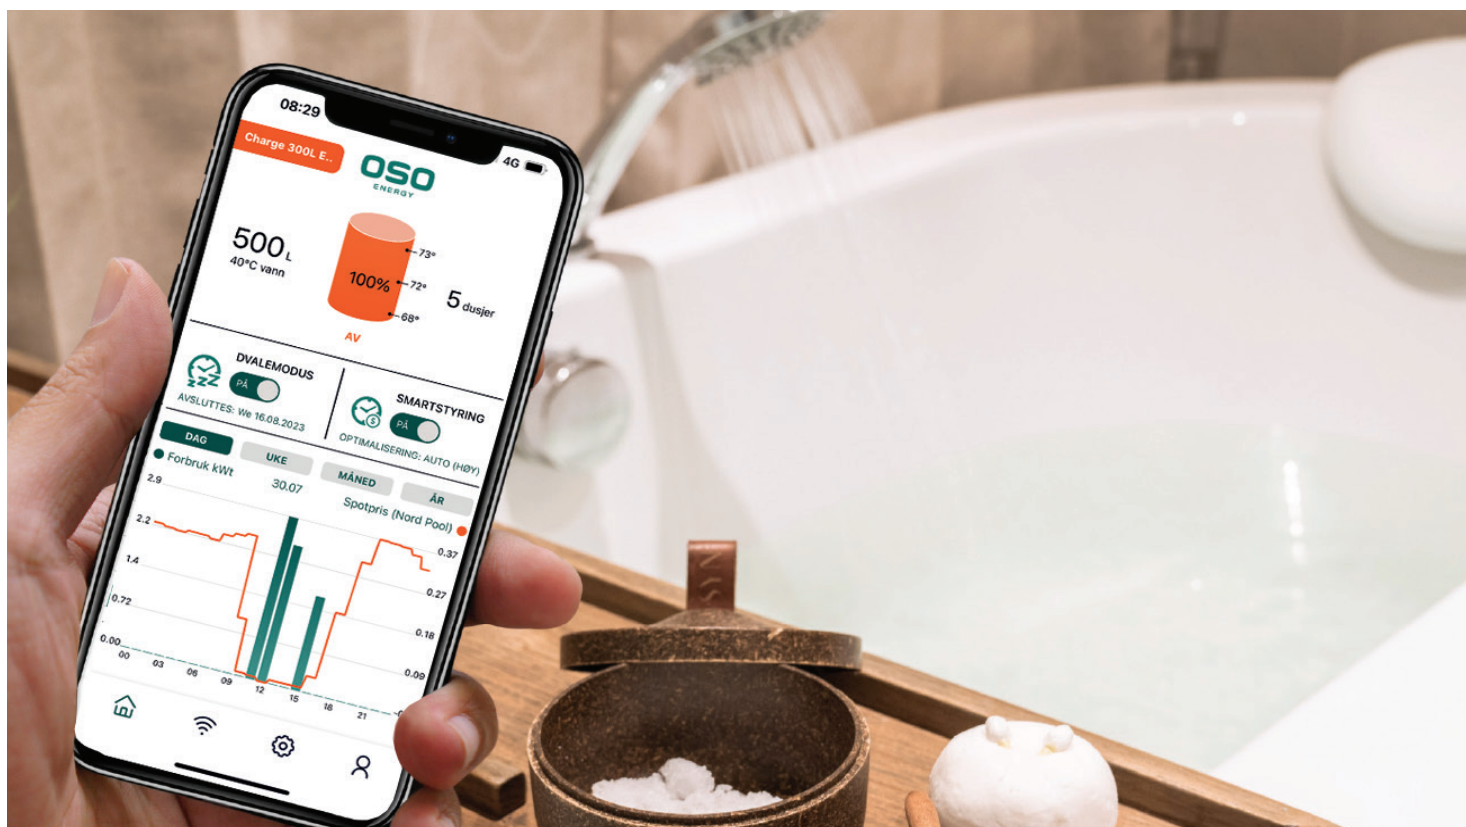 08:29
4G
Charge 300L E..
OSO
ENERGY
500 L
40°C vann
100%
73°
72°
68°
5 dusjer
AV
DVALEMODUS
PÅ
AVSLUTTES: We 16.08.2023
SMARTSTYRING
PÅ
OPTIMALISERING: AUTO (HØY)
DAG
UKE
MÅNED
ÅR
Forbruk kWt
30.07
Spotpris (Nord Pool)
2.9
2.2
1.4
0.72
0.00
0.37
0.27
0.18
0.09
00
03
06
09
12
15
18
21